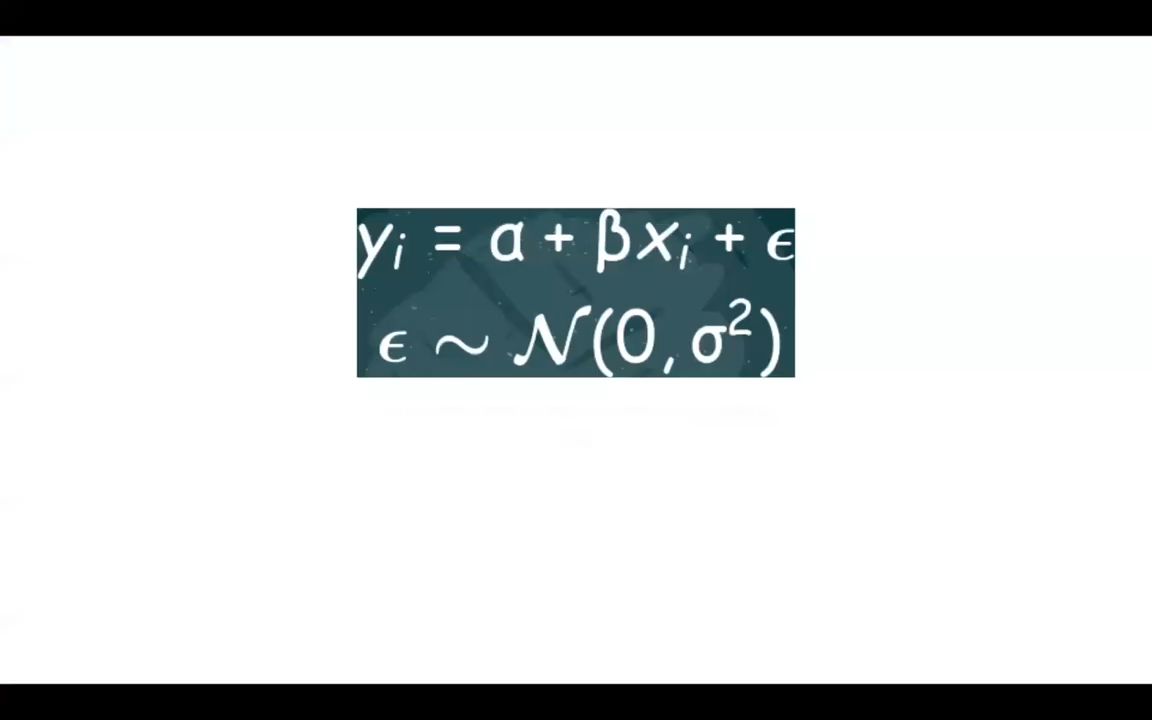 yᵢ = α + βxᵢ + ϵ
ϵ ~ 𝒩(0, σ²)